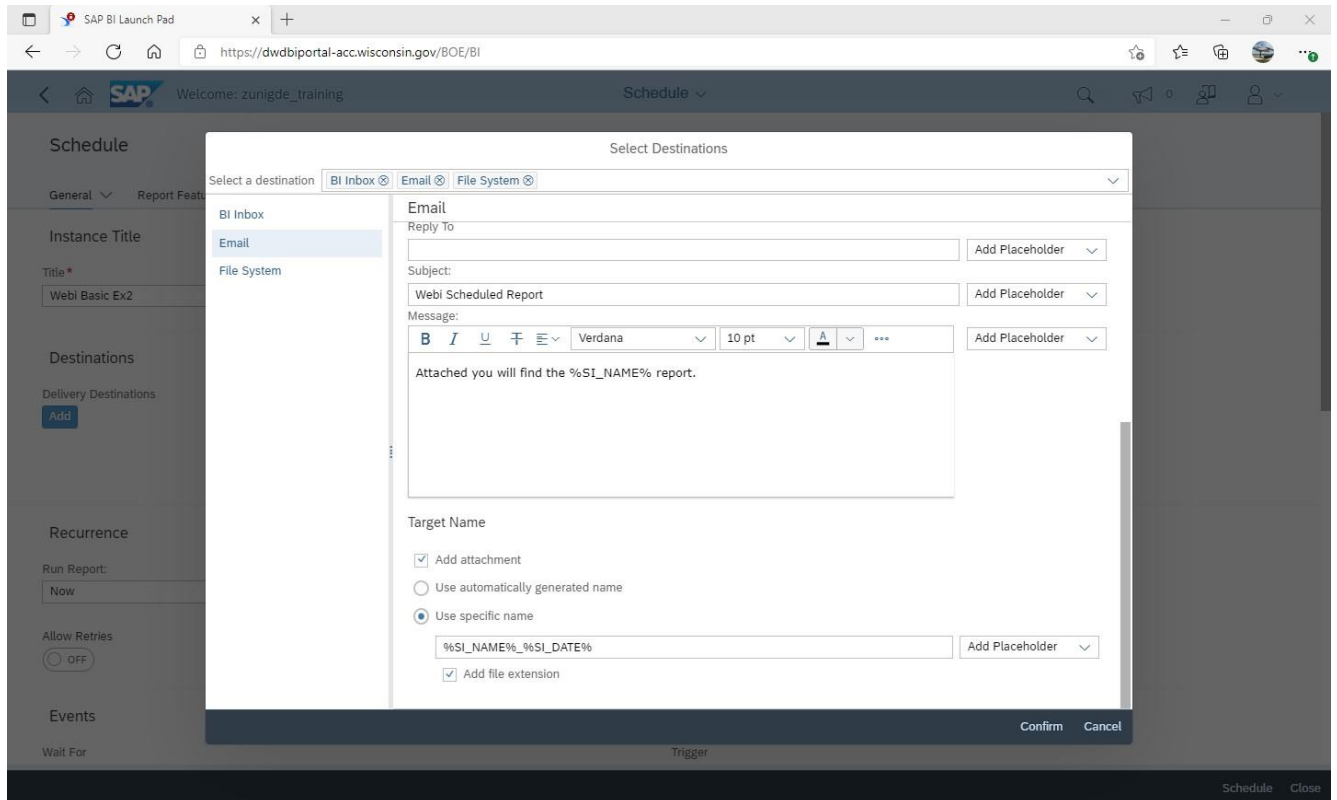 SAP BI Launch Pad
https://dwdbiportal-acc.wisconsin.gov/BOE/BI
SAP Welcome: zunigde_training Schedule 0
Schedule
General Report Featu
Instance Title
Title *
Webi Basic Ex2
Destinations
Delivery Destinations
Add
Recurrence
Run Report:
Now
Allow Retries
OFF
Events
Wait For
Trigger
Select Destinations
Select a destination BI Inbox Email File System
BI Inbox
Email
File System
Email
Reply To
Add Placeholder
Subject:
Webi Scheduled Report Add Placeholder
Message:
B I U T Verdana 10 pt A Add Placeholder
Attached you will find the %SI_NAME% report.
Target Name
Add attachment
Use automatically generated name
Use specific name
%SI_NAME%_%SI_DATE% Add Placeholder
Add file extension
Confirm Cancel
Schedule Close